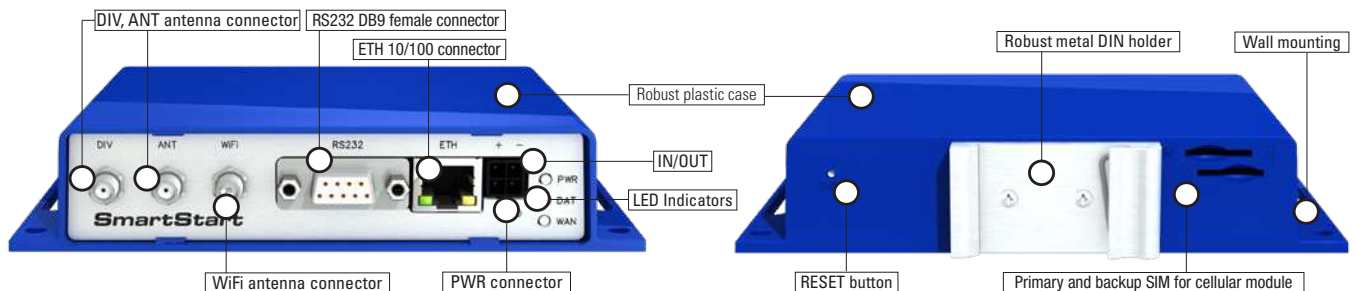 DIV, ANT antenna connector
RS232 DB9 female connector
ETH 10/100 connector
Robust metal DIN holder
Wall mounting
Robust plastic case
DIV
ANT
WiFi
RS232
ETH
+ -
IN/OUT
PWR
DAT
LED Indicators
WAN
SmartStart
WiFi antenna connector
PWR connector
RESET button
Primary and backup SIM for cellular module